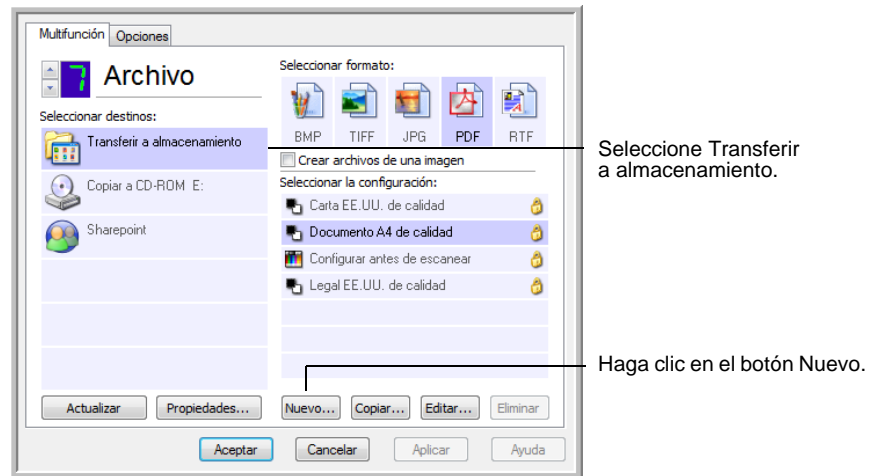 Multifunción Opciones
7 Archivo
Seleccionar destinos:
Transferir a almacenamiento
Copiar a CD-ROM E:
Sharepoint
Actualizar Propiedades...
Seleccionar formato:
BMP TIFF JPG PDF RTF
Crear archivos de una imagen
Seleccionar la configuración:
Carta EE.UU. de calidad
Documento A4 de calidad
Configurar antes de escanear
Legal EE.UU. de calidad
Nuevo... Copiar... Editar... Eliminar
Aceptar Cancelar Aplicar Ayuda
Seleccione Transferir
a almacenamiento.
Haga clic en el botón Nuevo.